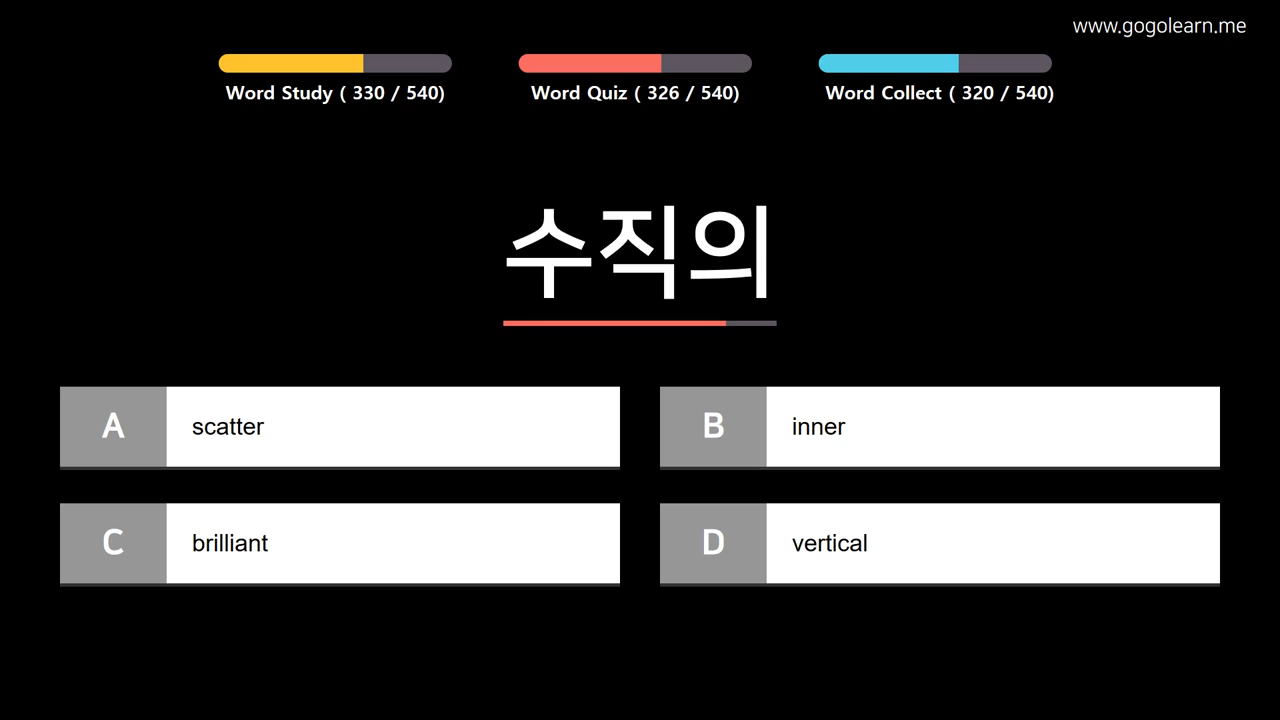 www.gogolearn.me
Word Study ( 330 / 540)
Word Quiz ( 326 / 540)
Word Collect ( 320 / 540)
수직의
A scatter
B inner
C brilliant
D vertical